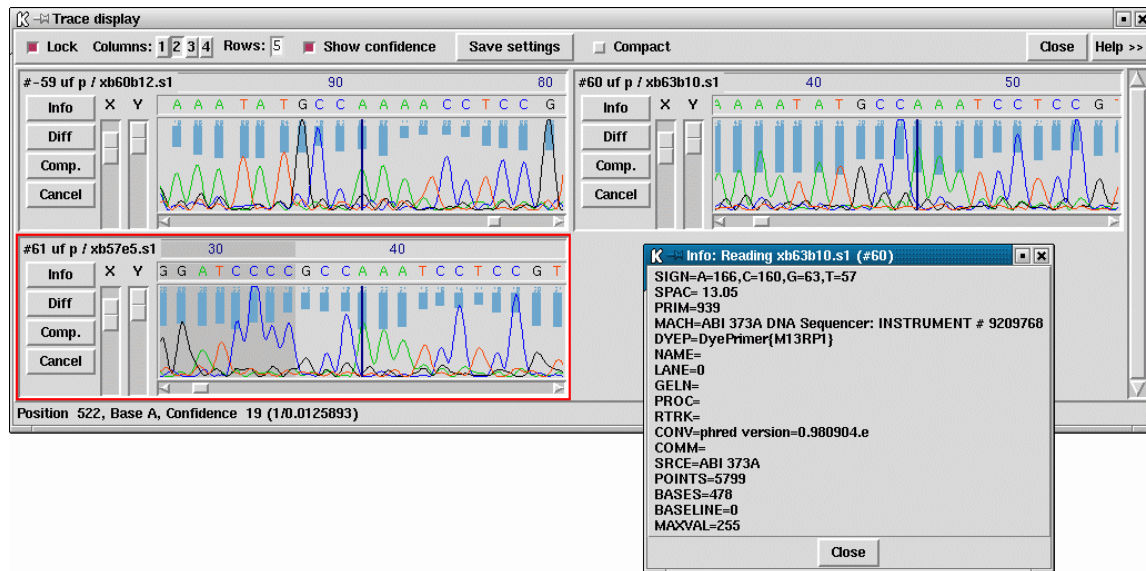 Trace display
Lock Columns: 1 2 3 4 Rows: 5 Show confidence Save settings Compact Close Help >>
#-59 uf p / xb60b12.s1 90 80
Info X Y A A A T A T G C C A A A A C C T C C G
Diff
Comp.
Cancel
#60 uf p / xb63b10.s1 40 50
Info X Y A A A A T A T G C C A A A T C C T C C G T
Diff
Comp.
Cancel
#61 uf p / xb57e5.s1 30 40
Info X Y G G A T C C C C G C C A A A T C C T C C G T
Diff
Comp.
Cancel
Position 522, Base A, Confidence 19 (1/0.0125893)
Info: Reading xb63b10.s1 (#60)
SIGN=A=166,C=160,G=63,T=57
SPAC= 13.05
PRIM=939
MACH=ABI 373A DNA Sequencer: INSTRUMENT # 9209768
DYEP=DyePrimer{M13RP1}
NAME=
LANE=0
GELN=
PROC=
RTRK=
CONV=phred version=0.980904.e
COMM=
SRCE=ABI 373A
POINTS=5799
BASES=478
BASELINE=0
MAXVAL=255
Close